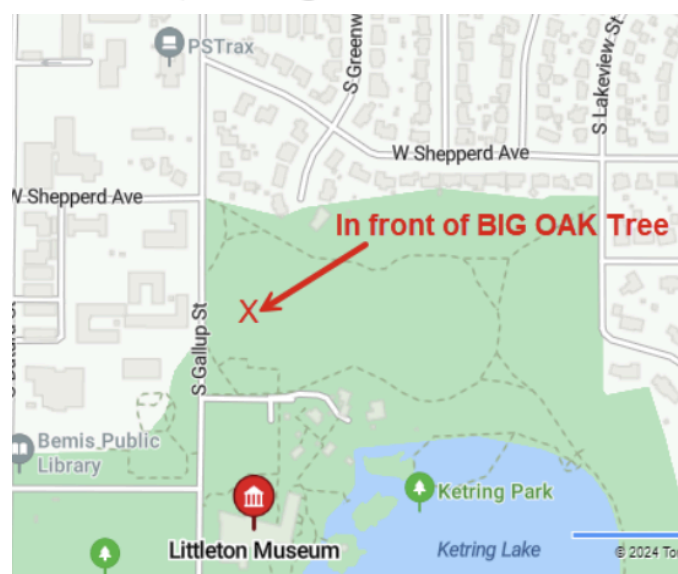 PSTrax
S Greenw
S Lakeview St
W Shepperd Ave
W Shepperd Ave
In front of BIG OAK Tree
X
S Gallup St
Bemis Public
Library
Ketring Park
Littleton Museum
Ketring Lake
© 2024 To